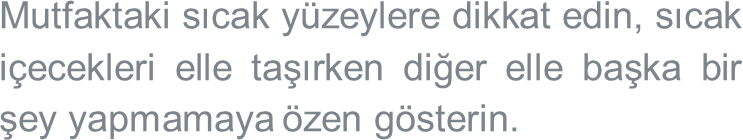 Mutfaktaki sıcak yüzeylere dikkat edin, sıcak
içecekleri elle taşırken diğer elle başka bir
şey yapmamaya özen gösterin.